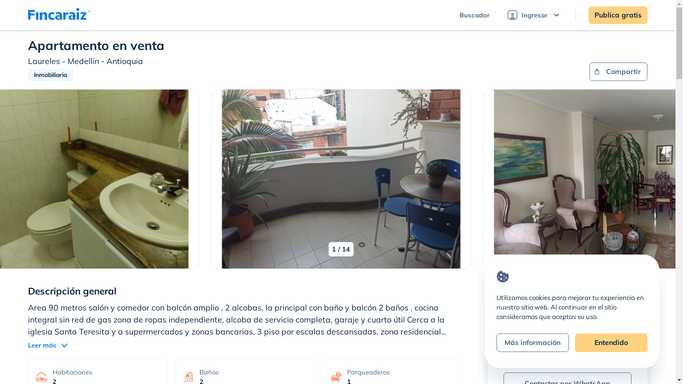 Fincaraiz
Buscador
Ingresar
Publica gratis
Apartamento en venta
Laureles - Medellín - Antioquia
Inmobiliaria
Compartir
1 / 14
Descripción general
Area 90 metros salón y comedor con balcón amplio , 2 alcobas, la principal con baño y balcón 2 baños , cocina
integral sin red de gas zona de ropas independiente, alcoba de servicio completa, garaje y cuarto útil Cerca a la
iglesia Santa Teresita y a supermercados y zonas bancarias, 3 piso por escalas descansadas, zona residencial...
Leer más
Habitaciones
2
Baños
2
Parqueaderos
1
Utilizamos cookies para mejorar tu experiencia en
nuestro sitio web. Al continuar en el sitio
consideramos que aceptas su uso.
Más información
Entendido
Contactar por WhatsApp